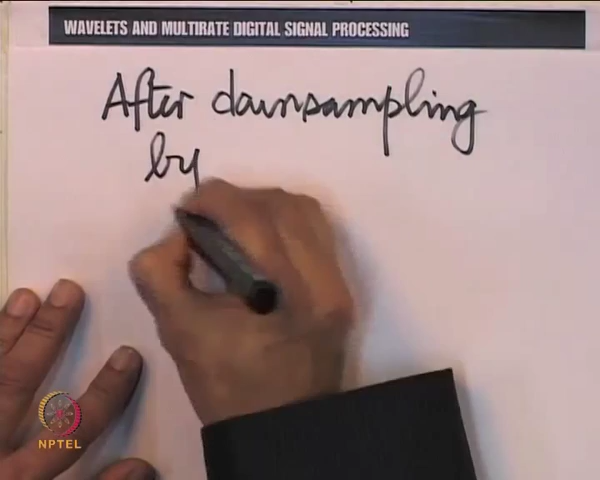 WAVELETS AND MULTIRATE DIGITAL SIGNAL PROCESSING
After downsampling
by
NPTEL